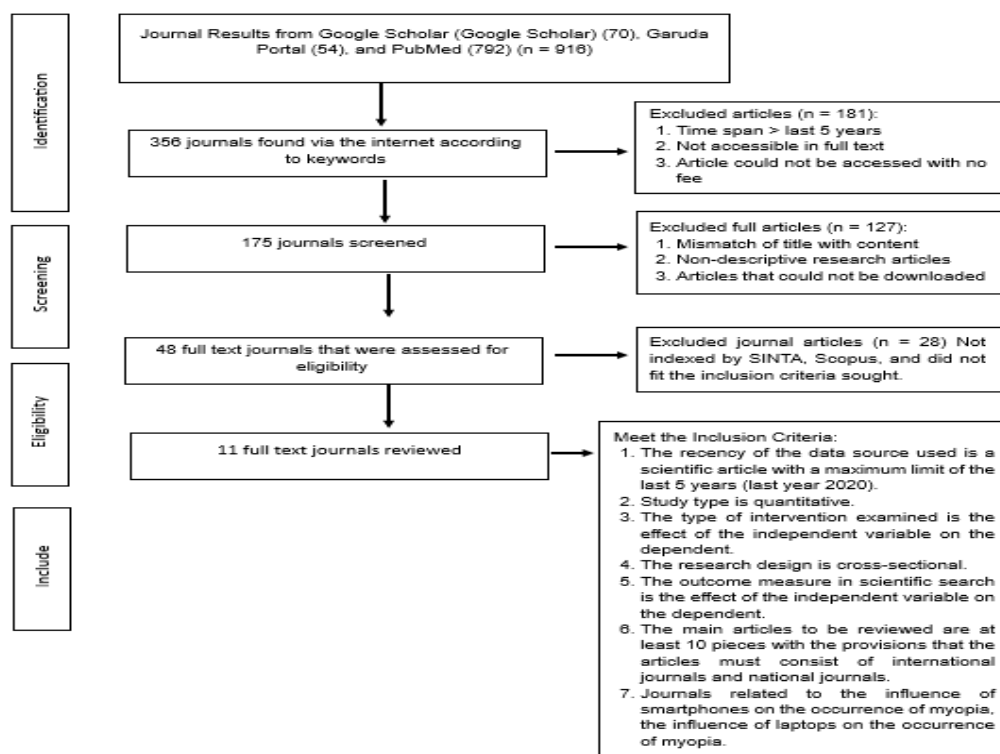 Identification
Journal Results from Google Scholar (Google Scholar) (70), Garuda
Portal (54), and PubMed (792) (n = 916)
356 journals found via the internet according
to keywords
Excluded articles (n = 181):
1. Time span > last 5 years
2. Not accessible in full text
3. Article could not be accessed with no
fee
Screening
175 journals screened
Excluded full articles (n = 127):
1. Mismatch of title with content
2. Non-descriptive research articles
3. Articles that could not be downloaded
Eligibility
48 full text journals that were assessed for
eligibility
Excluded journal articles (n = 28) Not
indexed by SINTA, Scopus, and did not
fit the inclusion criteria sought.
11 full text journals reviewed
Include
Meet the Inclusion Criteria:
1. The recency of the data source used is a
scientific article with a maximum limit of the
last 5 years (last year 2020).
2. Study type is quantitative.
3. The type of intervention examined is the
effect of the independent variable on the
dependent.
4. The research design is cross-sectional.
5. The outcome measure in scientific search
is the effect of the independent variable on
the dependent.
6. The main articles to be reviewed are at
least 10 pieces with the provisions that the
articles must consist of international
journals and national journals.
7. Journals related to the influence of
smartphones on the occurrence of myopia,
the influence of laptops on the occurrence
of myopia.